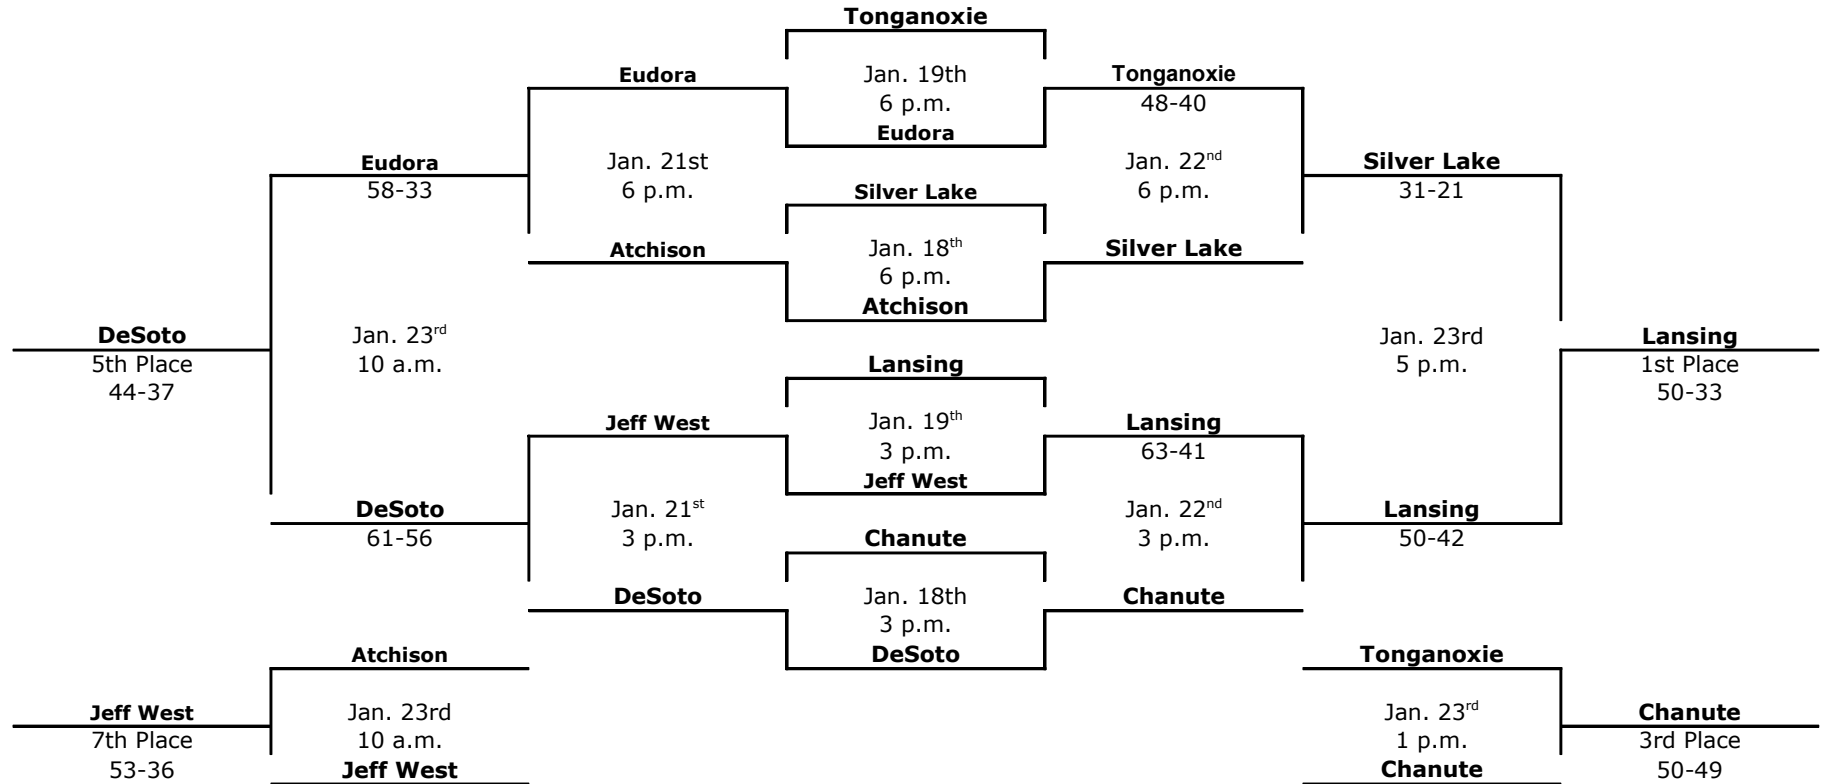 Tonganoxie
Eudora
Jan. 19th
Tonganoxie
6 p.m.
48-40
Eudora
Eudora
Jan. 21st
Jan. 22nd
Silver Lake
58-33
6 p.m.
Silver Lake
6 p.m.
31-21
Atchison
Jan. 18th
Silver Lake
6 p.m.
Atchison
DeSoto
Jan. 23rd
Jan. 23rd
Lansing
5th Place
10 a.m.
Lansing
5 p.m.
1st Place
44-37
50-33
Jeff West
Jan. 19th
Lansing
3 p.m.
63-41
Jeff West
DeSoto
Jan. 21st
Jan. 22nd
Lansing
61-56
3 p.m.
Chanute
3 p.m.
50-42
DeSoto
Jan. 18th
Chanute
3 p.m.
Atchison
DeSoto
Tonganoxie
Jeff West
Jan. 23rd
Jan. 23rd
Chanute
7th Place
10 a.m.
1 p.m.
3rd Place
53-36
Jeff West
Chanute
50-49